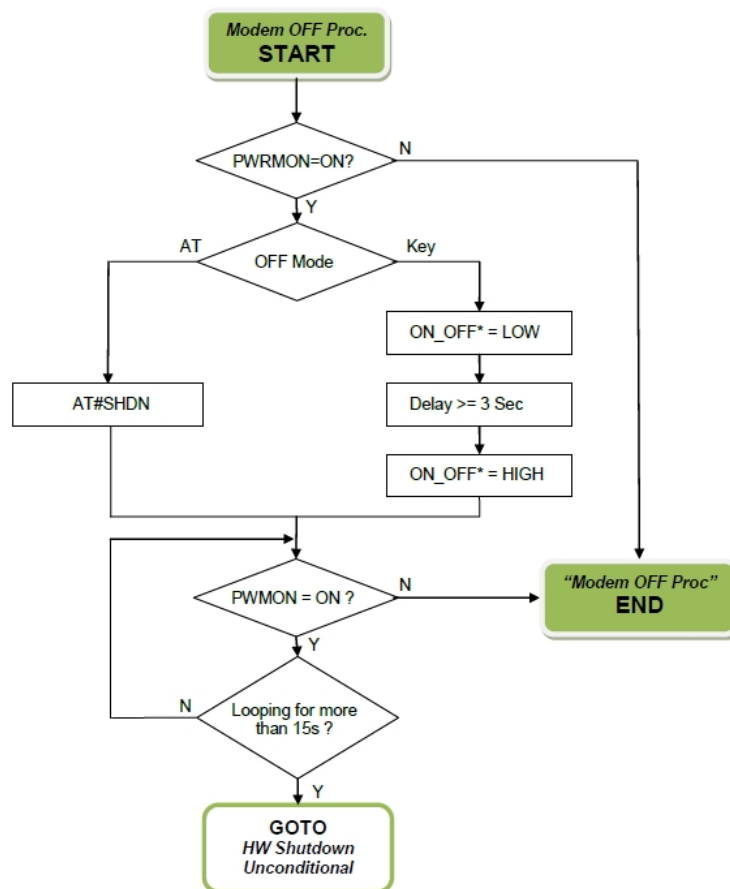 Modem OFF Proc.
START
PWRMON=ON?
N
Y
AT
OFF Mode
Key
ON_OFF* = LOW
AT#SHDN
Delay >= 3 Sec
ON_OFF* = HIGH
PWMON = ON ?
N
“Modem OFF Proc”
END
Y
N
Looping for more
than 15s ?
Y
GOTO
HW Shutdown
Unconditional